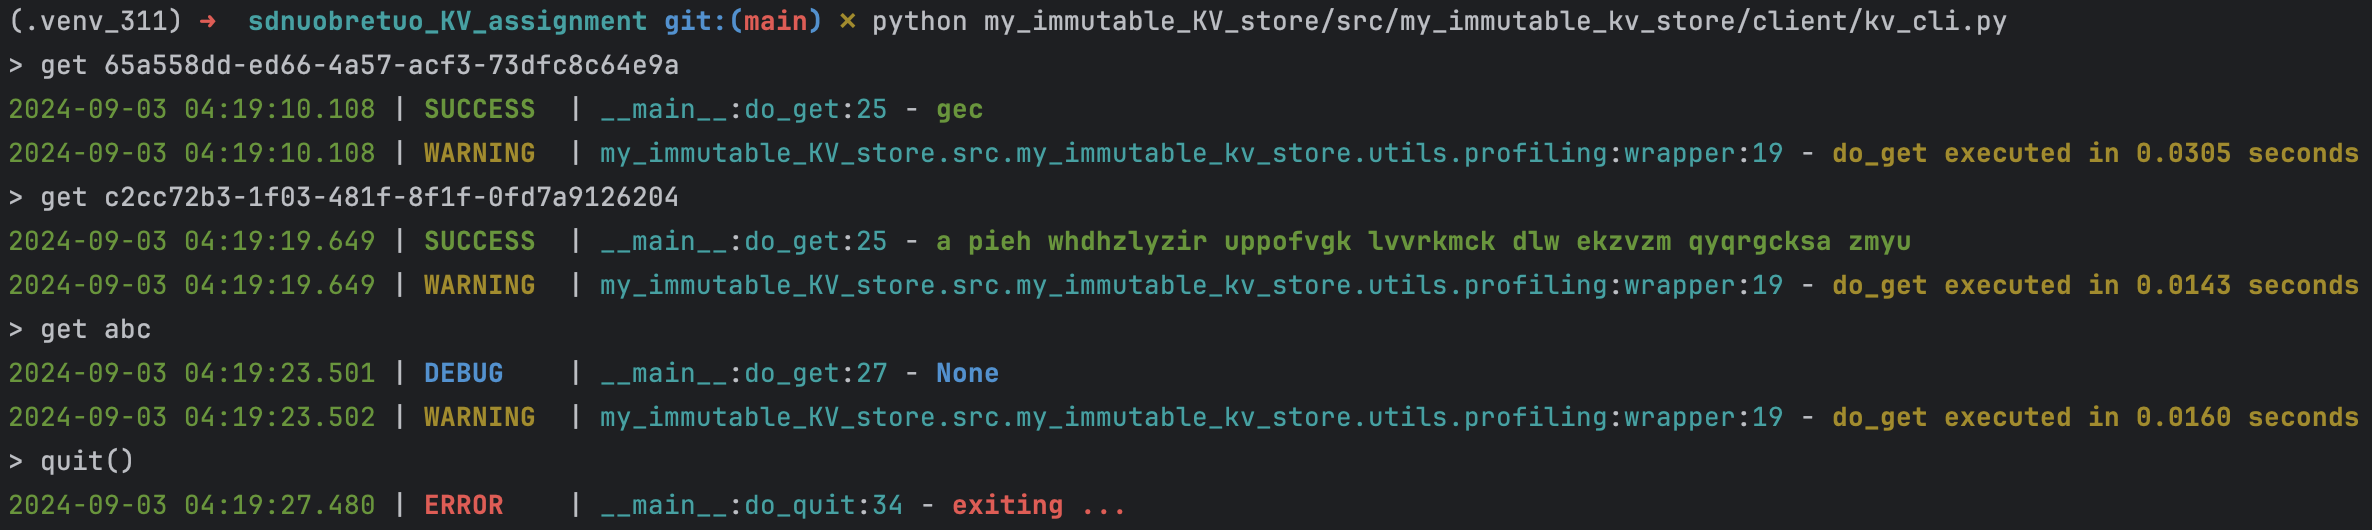 (.venv_311) → sdnuobretuo_KV_assignment git:(main) × python my_immutable_KV_store/src/my_immutable_kv_store/client/kv_cli.py
> get 65a558dd-ed66-4a57-acf3-73dfc8c64e9a
2024-09-03 04:19:10.108 | SUCCESS  | __main__:do_get:25 - gec
2024-09-03 04:19:10.108 | WARNING  | my_immutable_KV_store.src.my_immutable_kv_store.utils.profiling:wrapper:19 - do_get executed in 0.0305 seconds
> get c2cc72b3-1f03-481f-8f1f-0fd7a9126204
2024-09-03 04:19:19.649 | SUCCESS  | __main__:do_get:25 - a pieh whdhzlyzir uppofvgk lvvrkmck dlw ekzvzm qyqrgcksa zmyu
2024-09-03 04:19:19.649 | WARNING  | my_immutable_KV_store.src.my_immutable_kv_store.utils.profiling:wrapper:19 - do_get executed in 0.0143 seconds
> get abc
2024-09-03 04:19:23.501 | DEBUG    | __main__:do_get:27 - None
2024-09-03 04:19:23.502 | WARNING  | my_immutable_KV_store.src.my_immutable_kv_store.utils.profiling:wrapper:19 - do_get executed in 0.0160 seconds
> quit()
2024-09-03 04:19:27.480 | ERROR    | __main__:do_quit:34 - exiting ...